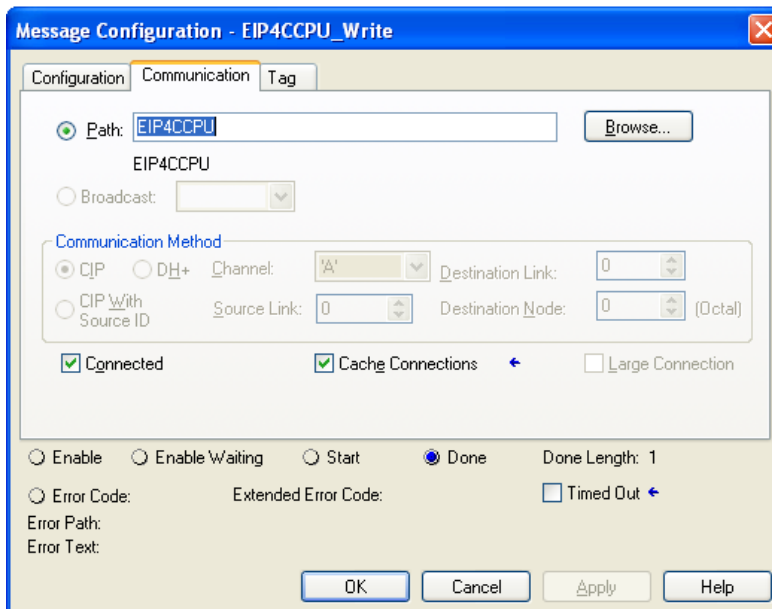 Message Configuration - EIP4CCPU_Write
Configuration Communication Tag
Path: EIP4CCPU Browse...
EIP4CCPU
Broadcast:
Communication Method
CIP DH+ Channel: 'A' Destination Link: 0
CIP With Source ID Source Link: 0 Destination Node: 0 (Octal)
Connected Cache Connections Large Connection
Enable Enable Waiting Start Done Done Length: 1
Error Code: Extended Error Code: Timed Out
Error Path:
Error Text:
OK Cancel Apply Help